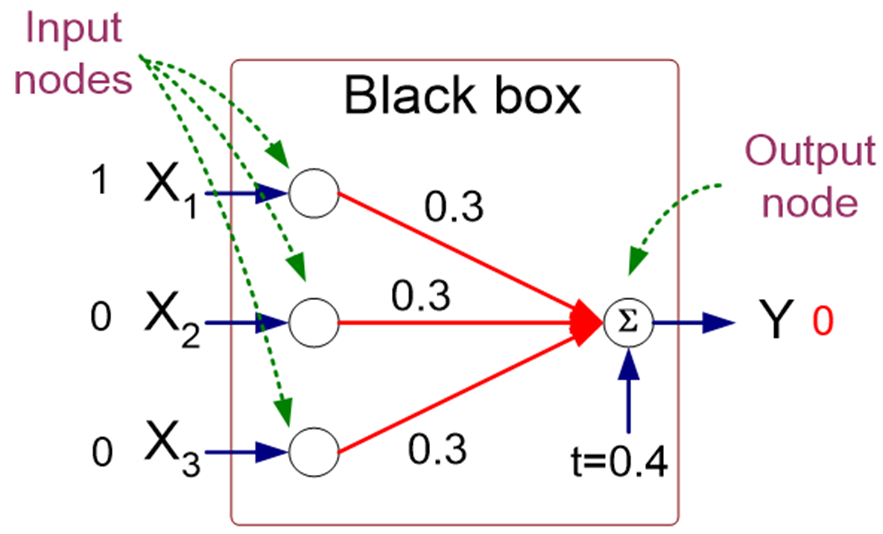 Input
nodes
Black box
Output
node
1 X1 0.3
0 X2 0.3 Σ Y 0
0 X3 0.3 t=0.4